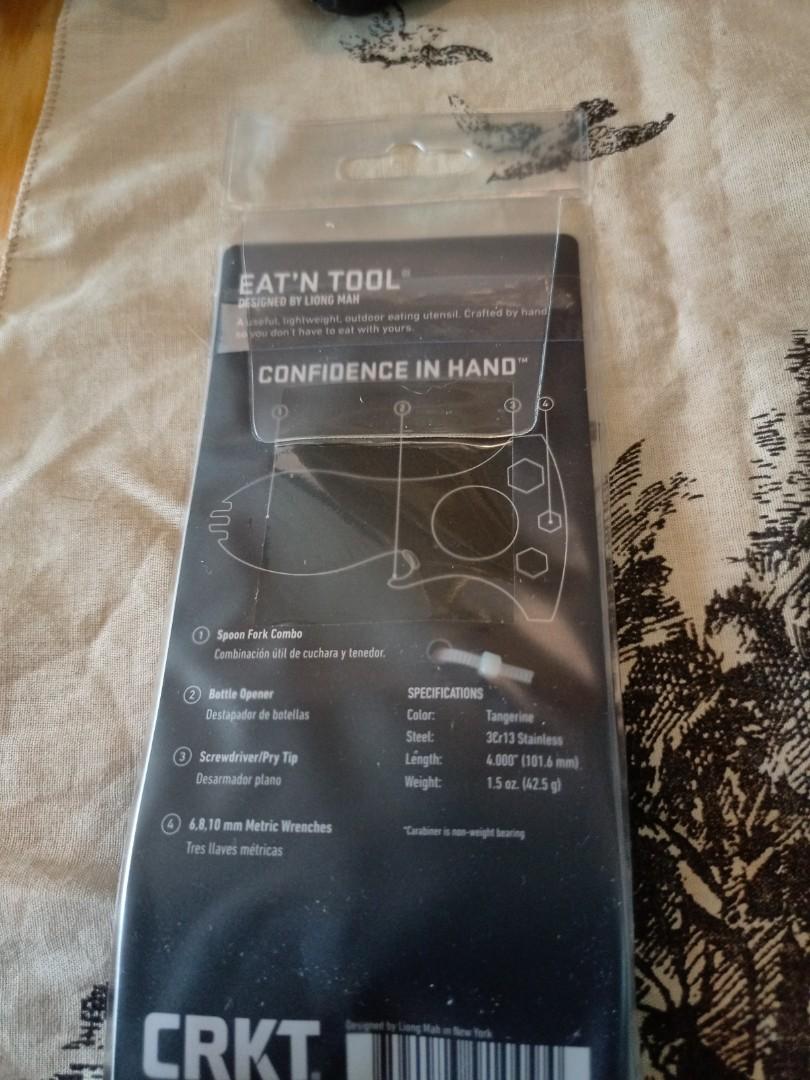 EAT'N TOOL®
DESIGNED BY LIONG MAH
A useful, lightweight, outdoor eating utensil. Crafted by hand
so you don't have to eat with yours.
CONFIDENCE IN HAND™
1 2 3 4
1 Spoon Fork Combo
Combinación útil de cuchara y tenedor.
2 Bottle Opener
Destapador de botellas
3 Screwdriver/Pry Tip
Desarmador plano
4 6,8,10 mm Metric Wrenches
Tres llaves métricas
SPECIFICATIONS
Color: Tangerine
Steel: 3Cr13 Stainless
Length: 4.000" (101.6 mm)
Weight: 1.5 oz. (42.5 g)
*Carabiner is non-weight bearing
CRKT.
Designed by Liong Mah in New York